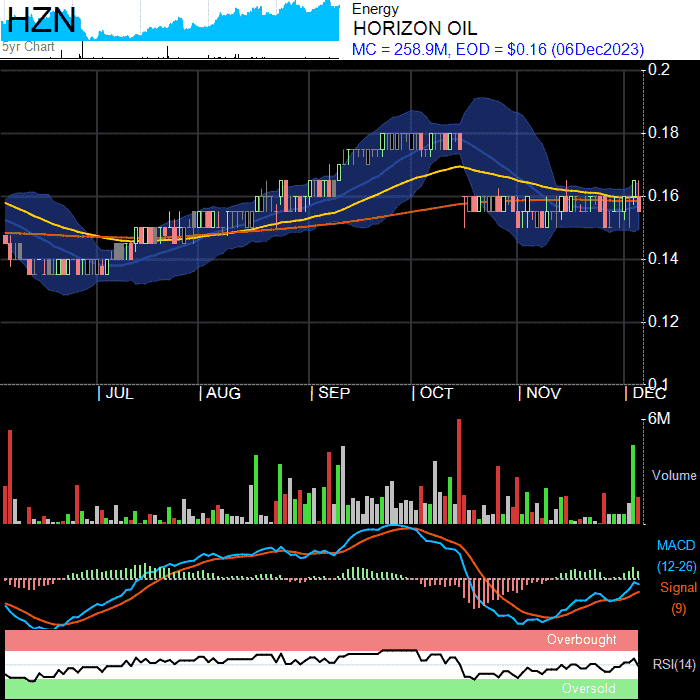 HZN
5yr Chart
Energy
HORIZON OIL
MC = 258.9M, EOD = $0.16 (06Dec2023)
0.2
0.18
0.16
0.14
0.12
0.1
| JUL | AUG | SEP | OCT | NOV | DEC
6M
Volume
MACD
(12-26)
Signal
(9)
Overbought
RSI(14)
Oversold